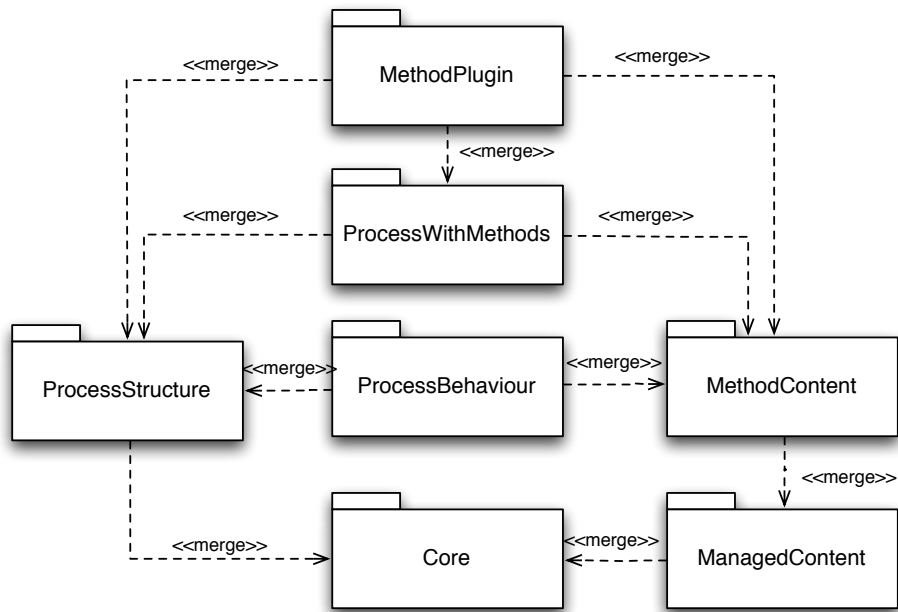 <<merge>>
MethodPlugin
<<merge>>
<<merge>>
<<merge>>
ProcessWithMethods
<<merge>>
ProcessStructure
<<merge>>
ProcessBehaviour
<<merge>>
MethodContent
<<merge>>
<<merge>>
Core
<<merge>>
ManagedContent